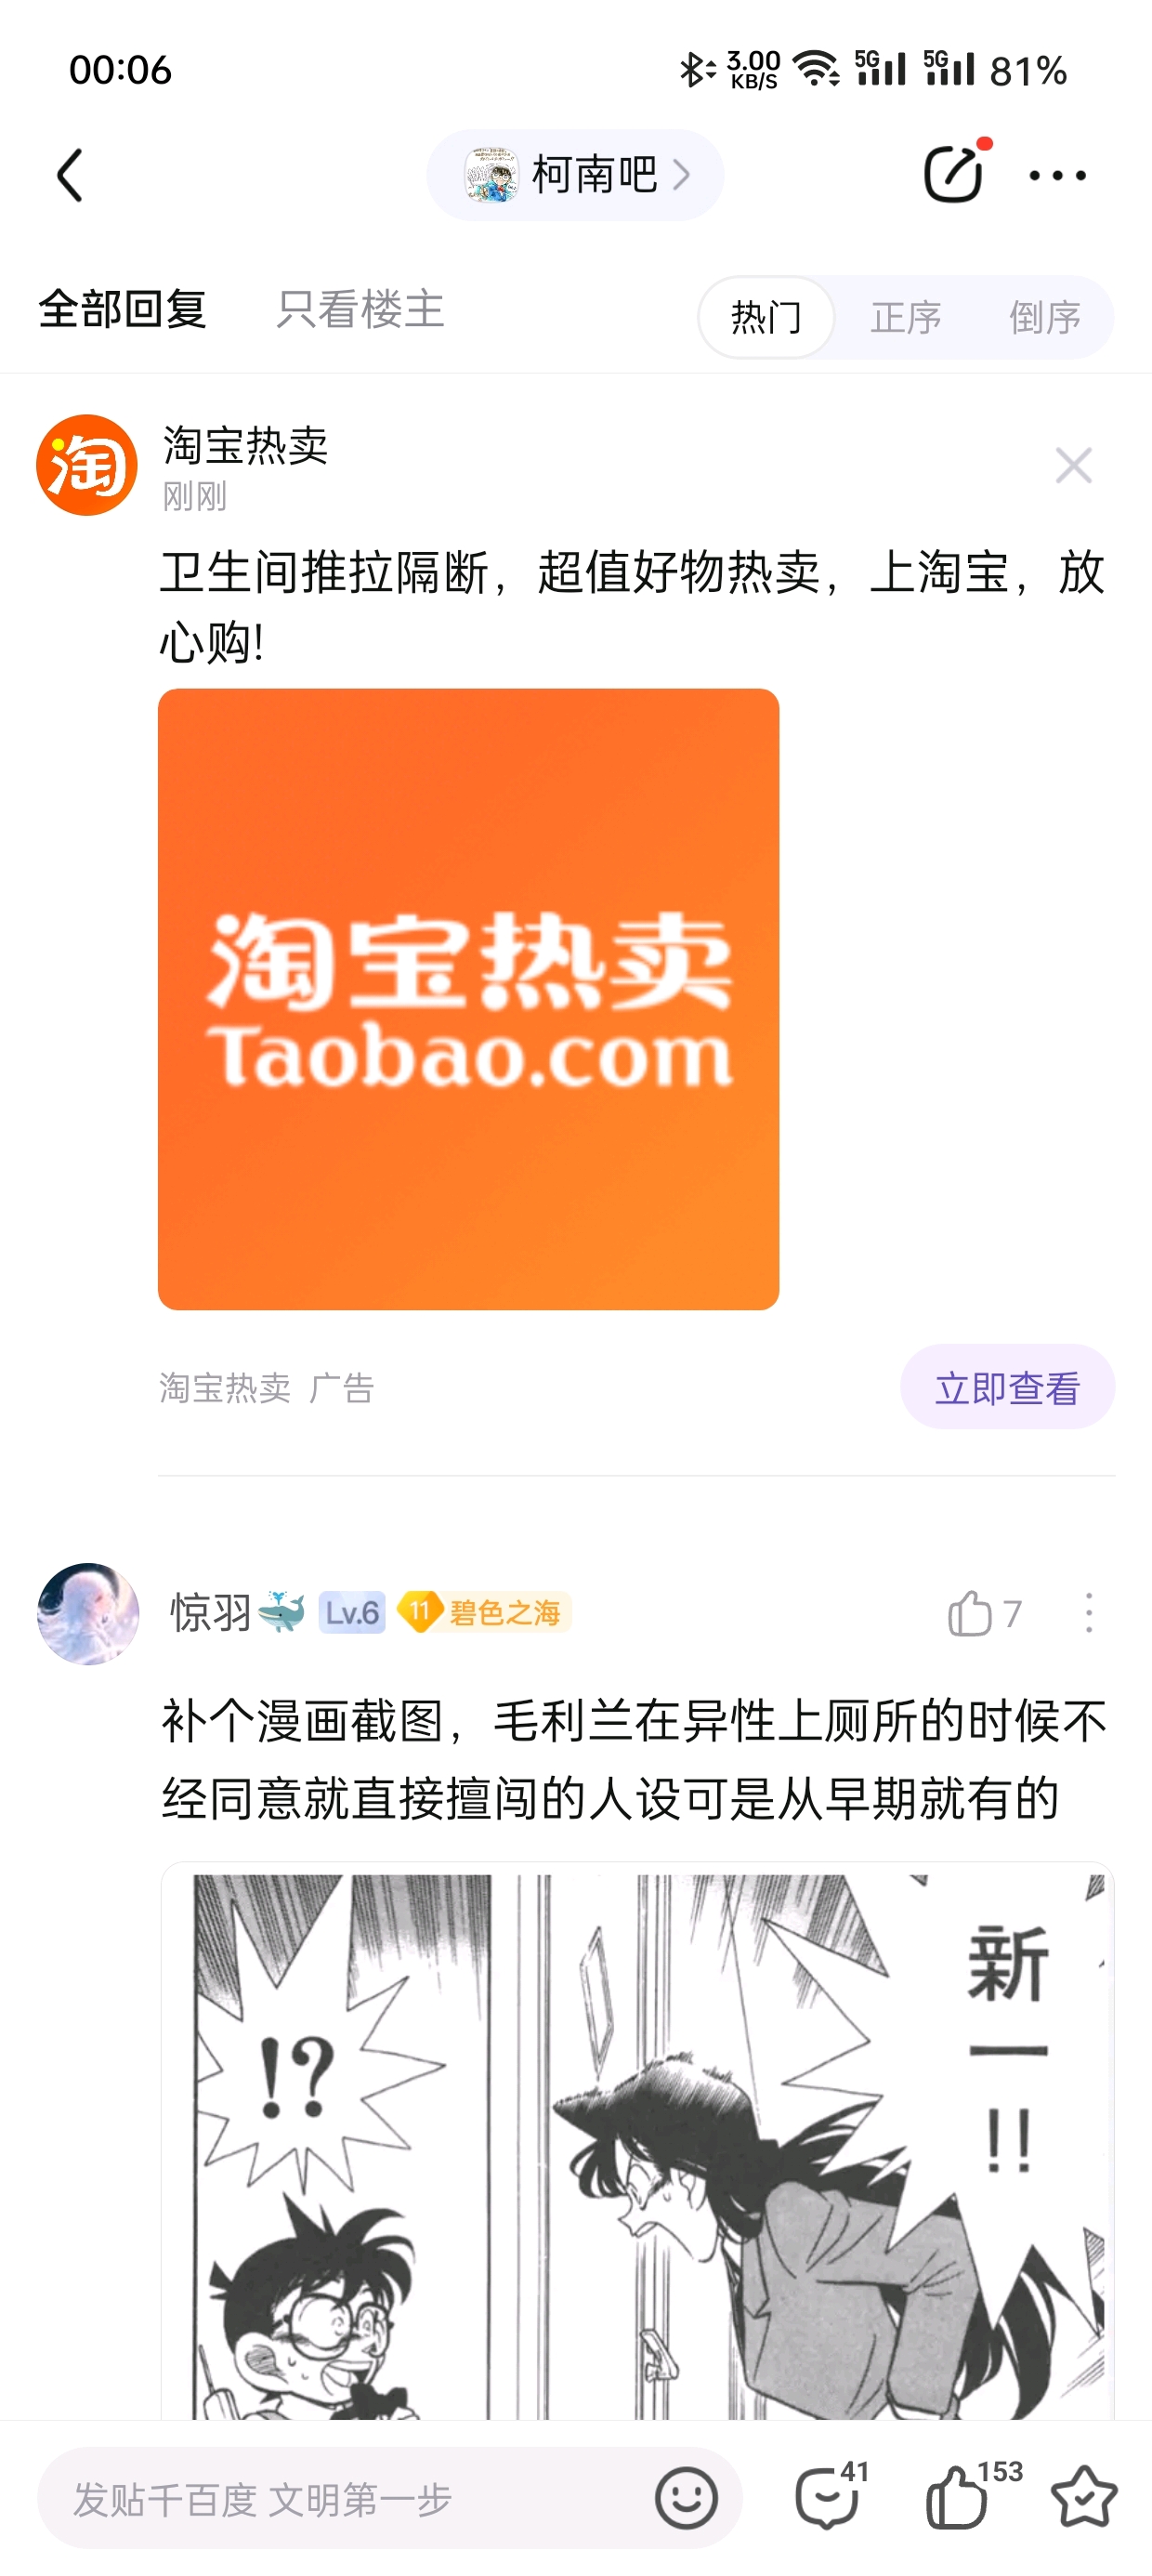 00:06
3.00
KB/S
5G
5G
81%
柯南吧
全部回复
只看楼主
热门
正序
倒序
淘
淘宝热卖
刚刚
卫生间推拉隔断，超值好物热卖，上淘宝，放
心购!
淘宝热卖
Taobao.com
淘宝热卖 广告
立即查看
惊羽
Lv.6
11
碧色之海
7
补个漫画截图，毛利兰在异性上厕所的时候不
经同意就直接擅闯的人设可是从早期就有的
新一!!
!?
发贴千百度 文明第一步
41
153